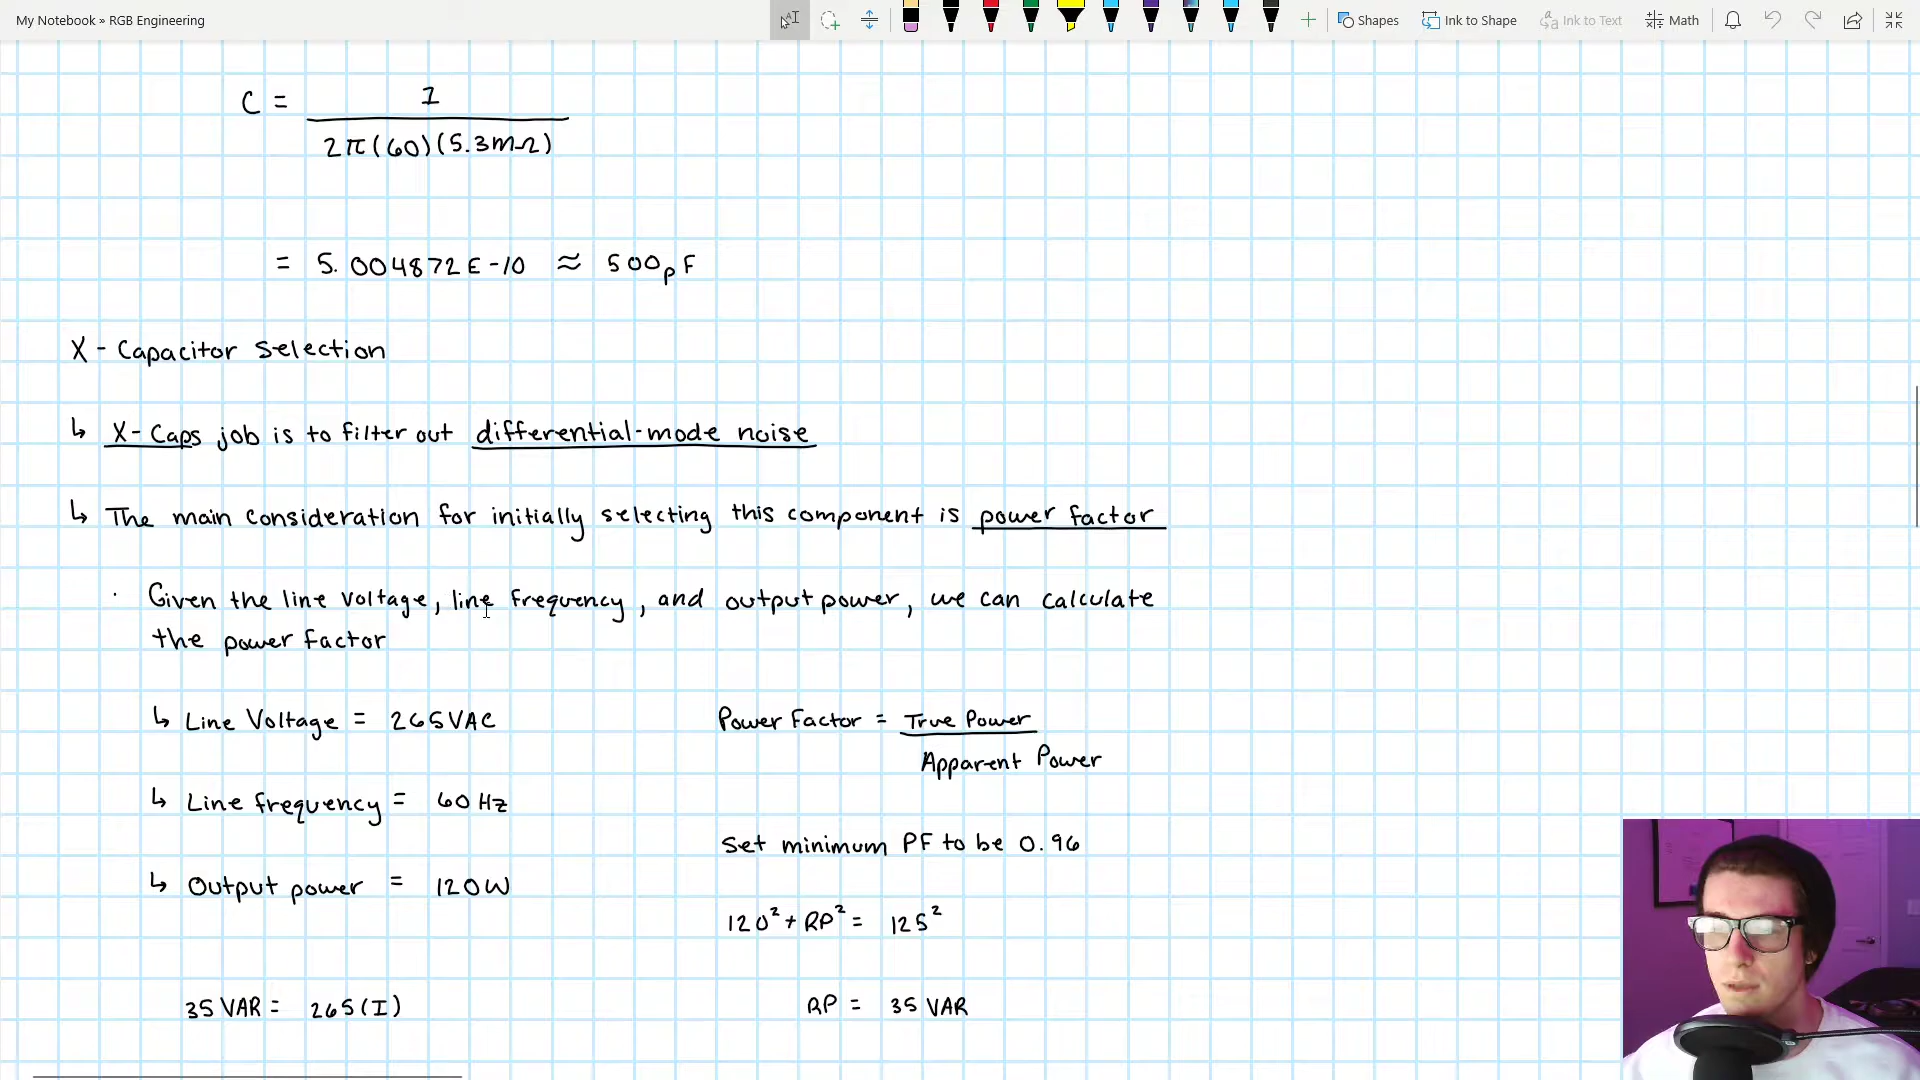 My Notebook » RGB Engineering
Shapes
Ink to Shape
Ink to Text
Math
C = 1
2π(60)(5.3MΩ)
= 5.004872E-10 ≈ 500pF
X-Capacitor Selection
↳ X-Caps job is to filter out differential-mode noise
↳ The main consideration for initially selecting this component is power factor
· Given the line voltage, line frequency, and output power, we can calculate
the power factor
↳ Line Voltage = 265VAC
↳ Line frequency = 60Hz
↳ Output power = 120W
35 VAR = 265(I)
Power Factor = True Power
Apparent Power
Set minimum PF to be 0.96
120² + RP² = 125²
RP = 35 VAR